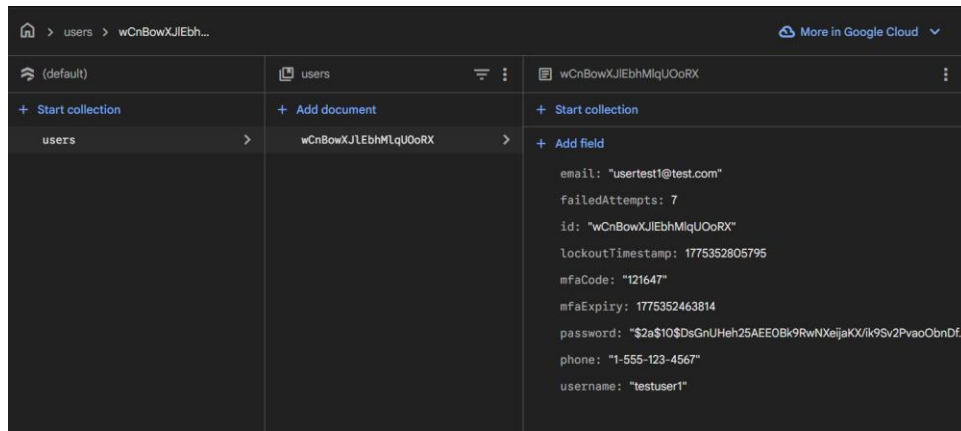 users > wCnBowXJlEbh...
More in Google Cloud
(default)
users
wCnBowXJlEbhMlqUOoRX
+ Start collection
+ Add document
+ Start collection
users
wCnBowXJlEbhMlqUOoRX
+ Add field
email: "usertest1@test.com"
failedAttempts: 7
id: "wCnBowXJlEbhMlqUOoRX"
lockoutTimestamp: 1775352805795
mfaCode: "121647"
mfaExpiry: 1775352463814
password: "$2a$10$DsGnUHeh25AEE0Bk9RwNXeijaKX/ik9Sv2PvaoObnDf.
phone: "1-555-123-4567"
username: "testuser1"